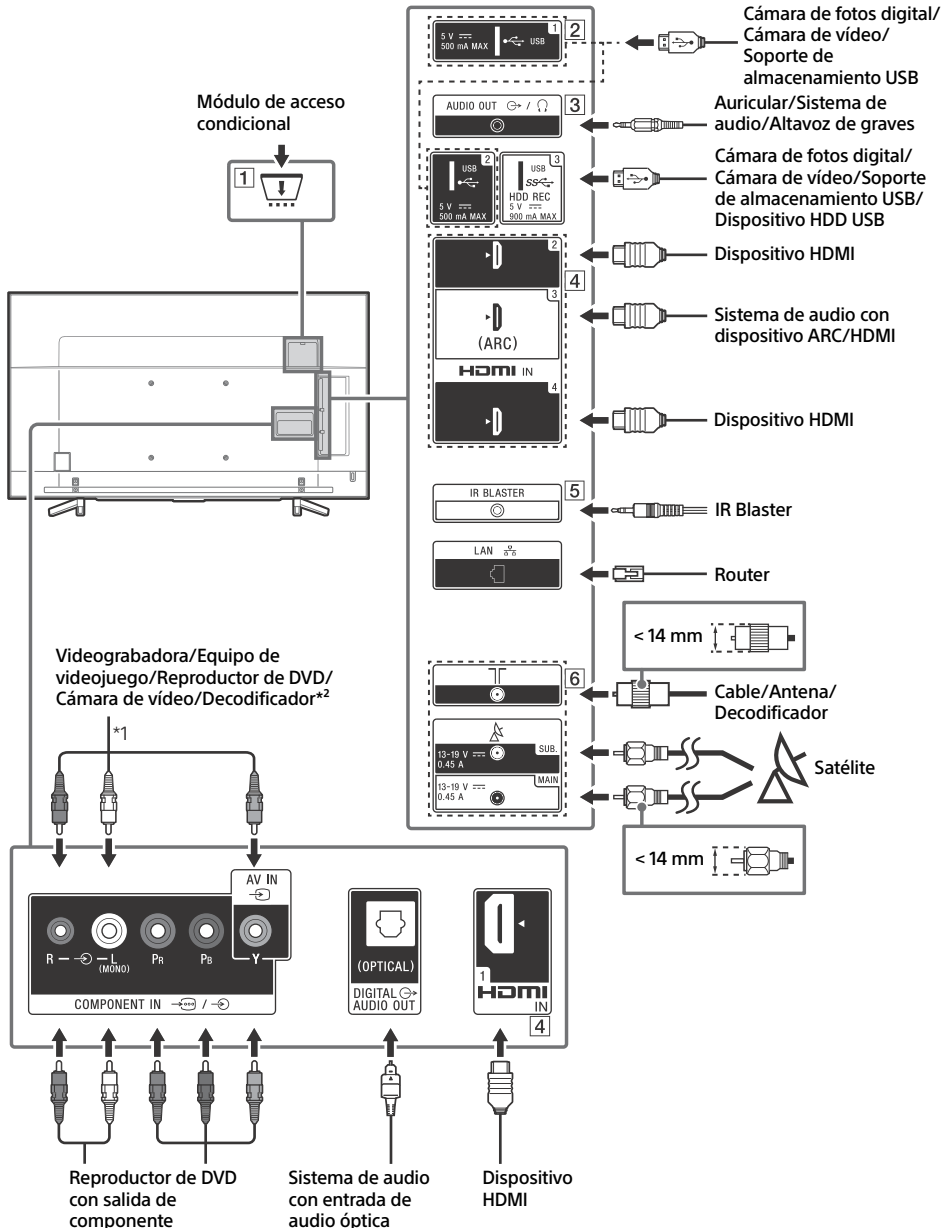 Cámara de fotos digital/
Cámara de vídeo/
Soporte de
almacenamiento USB
5 V
500 mA MAX
USB
1
2
Módulo de acceso
condicional
1
AUDIO OUT /
3
Auricular/Sistema de
audio/Altavoz de graves
2
USB
5 V
500 mA MAX
3
USB
SS
HDD REC
5 V
900 mA MAX
Cámara de fotos digital/
Cámara de vídeo/Soporte
de almacenamiento USB/
Dispositivo HDD USB
2
Dispositivo HDMI
4
3
(ARC)
HDMI IN
Sistema de audio con
dispositivo ARC/HDMI
4
Dispositivo HDMI
IR BLASTER
5
IR Blaster
LAN
Router
< 14 mm
6
Cable/Antena/
Decodificador
13-19 V
0.45 A
SUB.
13-19 V
0.45 A
MAIN
Satélite
< 14 mm
Videograbadora/Equipo de
videojuego/Reproductor de DVD/
Cámara de vídeo/Decodificador*2
*1
AV IN
R — L
(MONO)
PR
PB
Y
COMPONENT IN /
(OPTICAL)
DIGITAL
AUDIO OUT
1
HDMI
IN
4
Reproductor de DVD
con salida de
componente
Sistema de audio
con entrada de
audio óptica
Dispositivo
HDMI